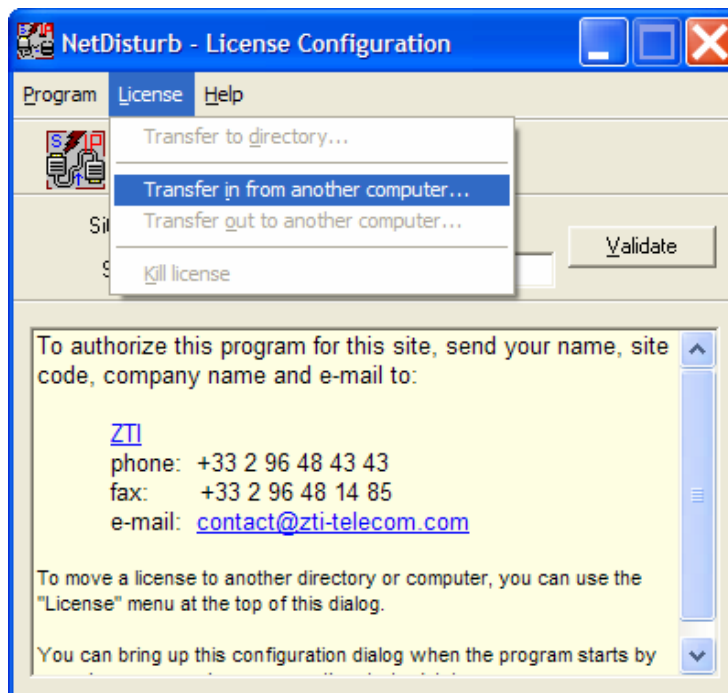 NetDisturb - License Configuration
Program License Help
Transfer to directory...
Transfer in from another computer...
Transfer out to another computer...
Kill license
Validate
To authorize this program for this site, send your name, site
code, company name and e-mail to:
ZTI
phone: +33 2 96 48 43 43
fax: +33 2 96 48 14 85
e-mail: contact@zti-telecom.com
To move a license to another directory or computer, you can use the
"License" menu at the top of this dialog.
You can bring up this configuration dialog when the program starts by